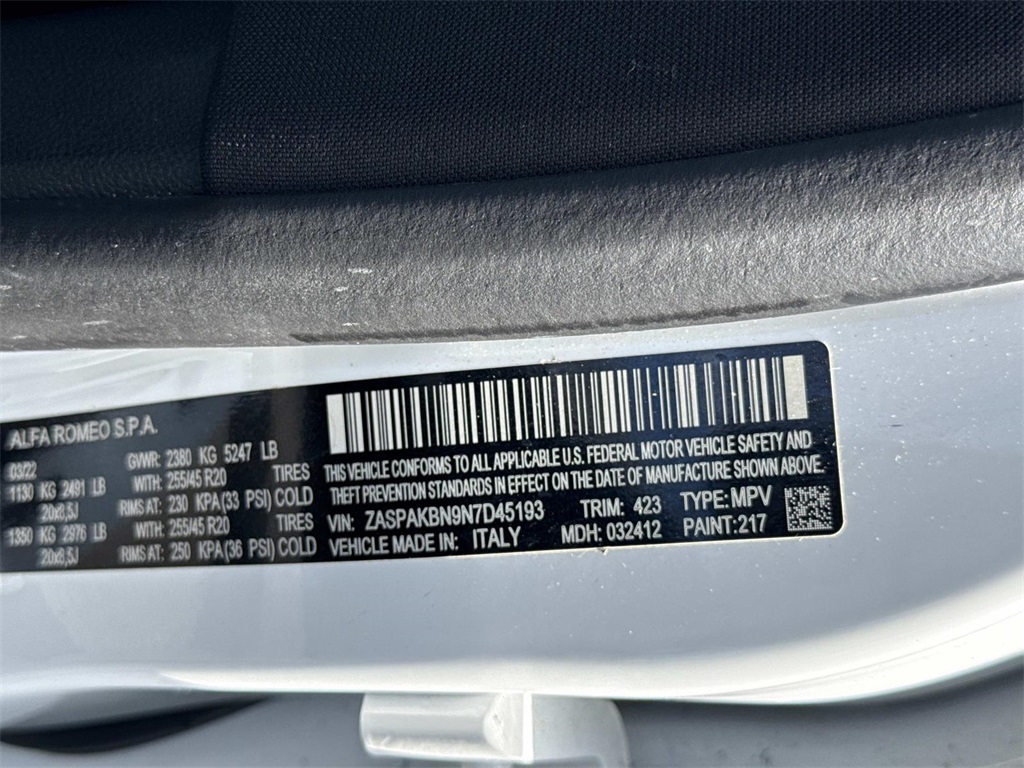 ALFA ROMEO S.P.A.
03/22 GVWR: 2380 KG 5247 LB
1130 KG 2491 LB WITH: 255/45 R20 TIRES
20x8,5J RIMS AT: 230 KPA(33 PSI) COLD
1350 KG 2976 LB WITH: 255/45 R20 TIRES
20x8,5J RIMS AT: 250 KPA(36 PSI) COLD
THIS VEHICLE CONFORMS TO ALL APPLICABLE U.S. FEDERAL MOTOR VEHICLE SAFETY AND
THEFT PREVENTION STANDARDS IN EFFECT ON THE DATE OF MANUFACTURE SHOWN ABOVE.
VIN: ZASPAKBN9N7D45193 TRIM: 423 TYPE: MPV
VEHICLE MADE IN: ITALY MDH: 032412 PAINT:217